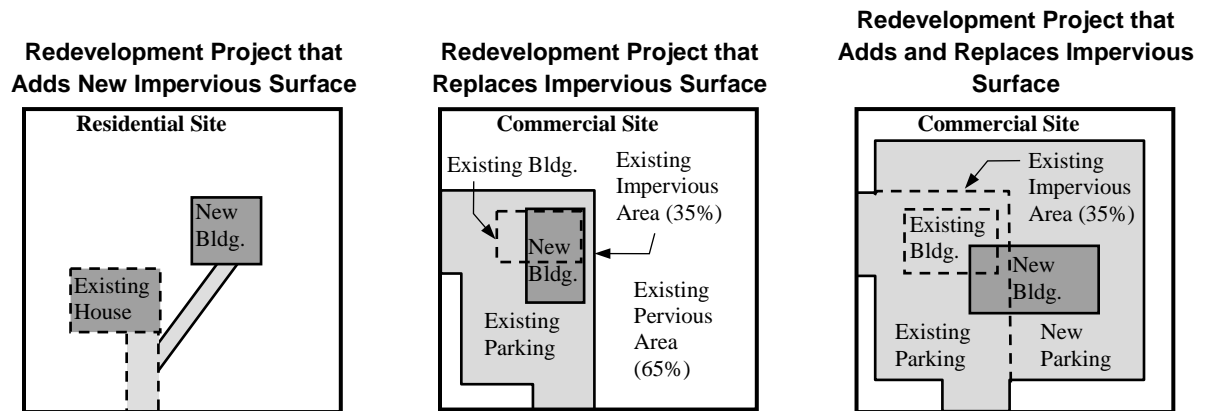 Redevelopment Project that
Adds New Impervious Surface
Residential Site
New
Bldg.
Existing
House
Redevelopment Project that
Replaces Impervious Surface
Commercial Site
Existing Bldg.
Existing
Impervious
Area (35%)
New
Bldg.
Existing
Parking
Existing
Pervious
Area
(65%)
Redevelopment Project that
Adds and Replaces Impervious
Surface
Commercial Site
Existing
Impervious
Area (35%)
Existing
Bldg.
New
Bldg.
Existing
Parking
New
Parking